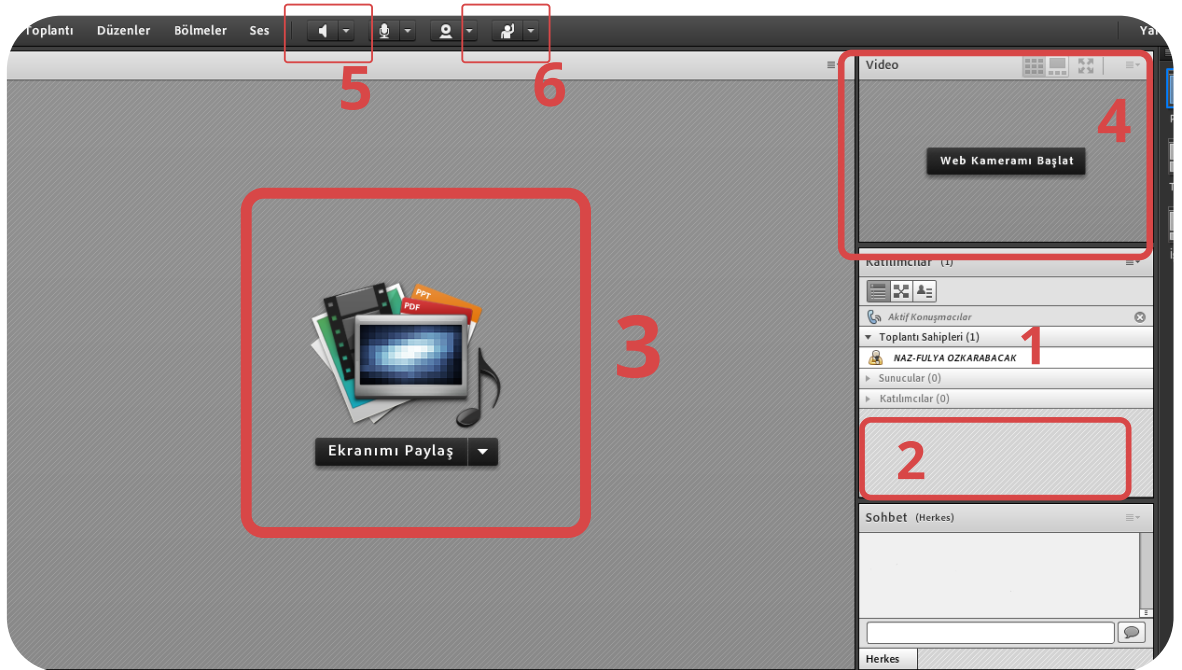 Toplantı Düzenler Bölmeler Ses
5
6
Video
4
Web Kameramı Başlat
PPT
PDF
3
Ekranımı Paylaş
Katılımcılar (1)
Aktif Konuşmacılar
Toplantı Sahipleri (1)
1
NAZ-FULYA OZKARABACAK
Sunucular (0)
Katılımcılar (0)
2
Sohbet (Herkes)
Herkes